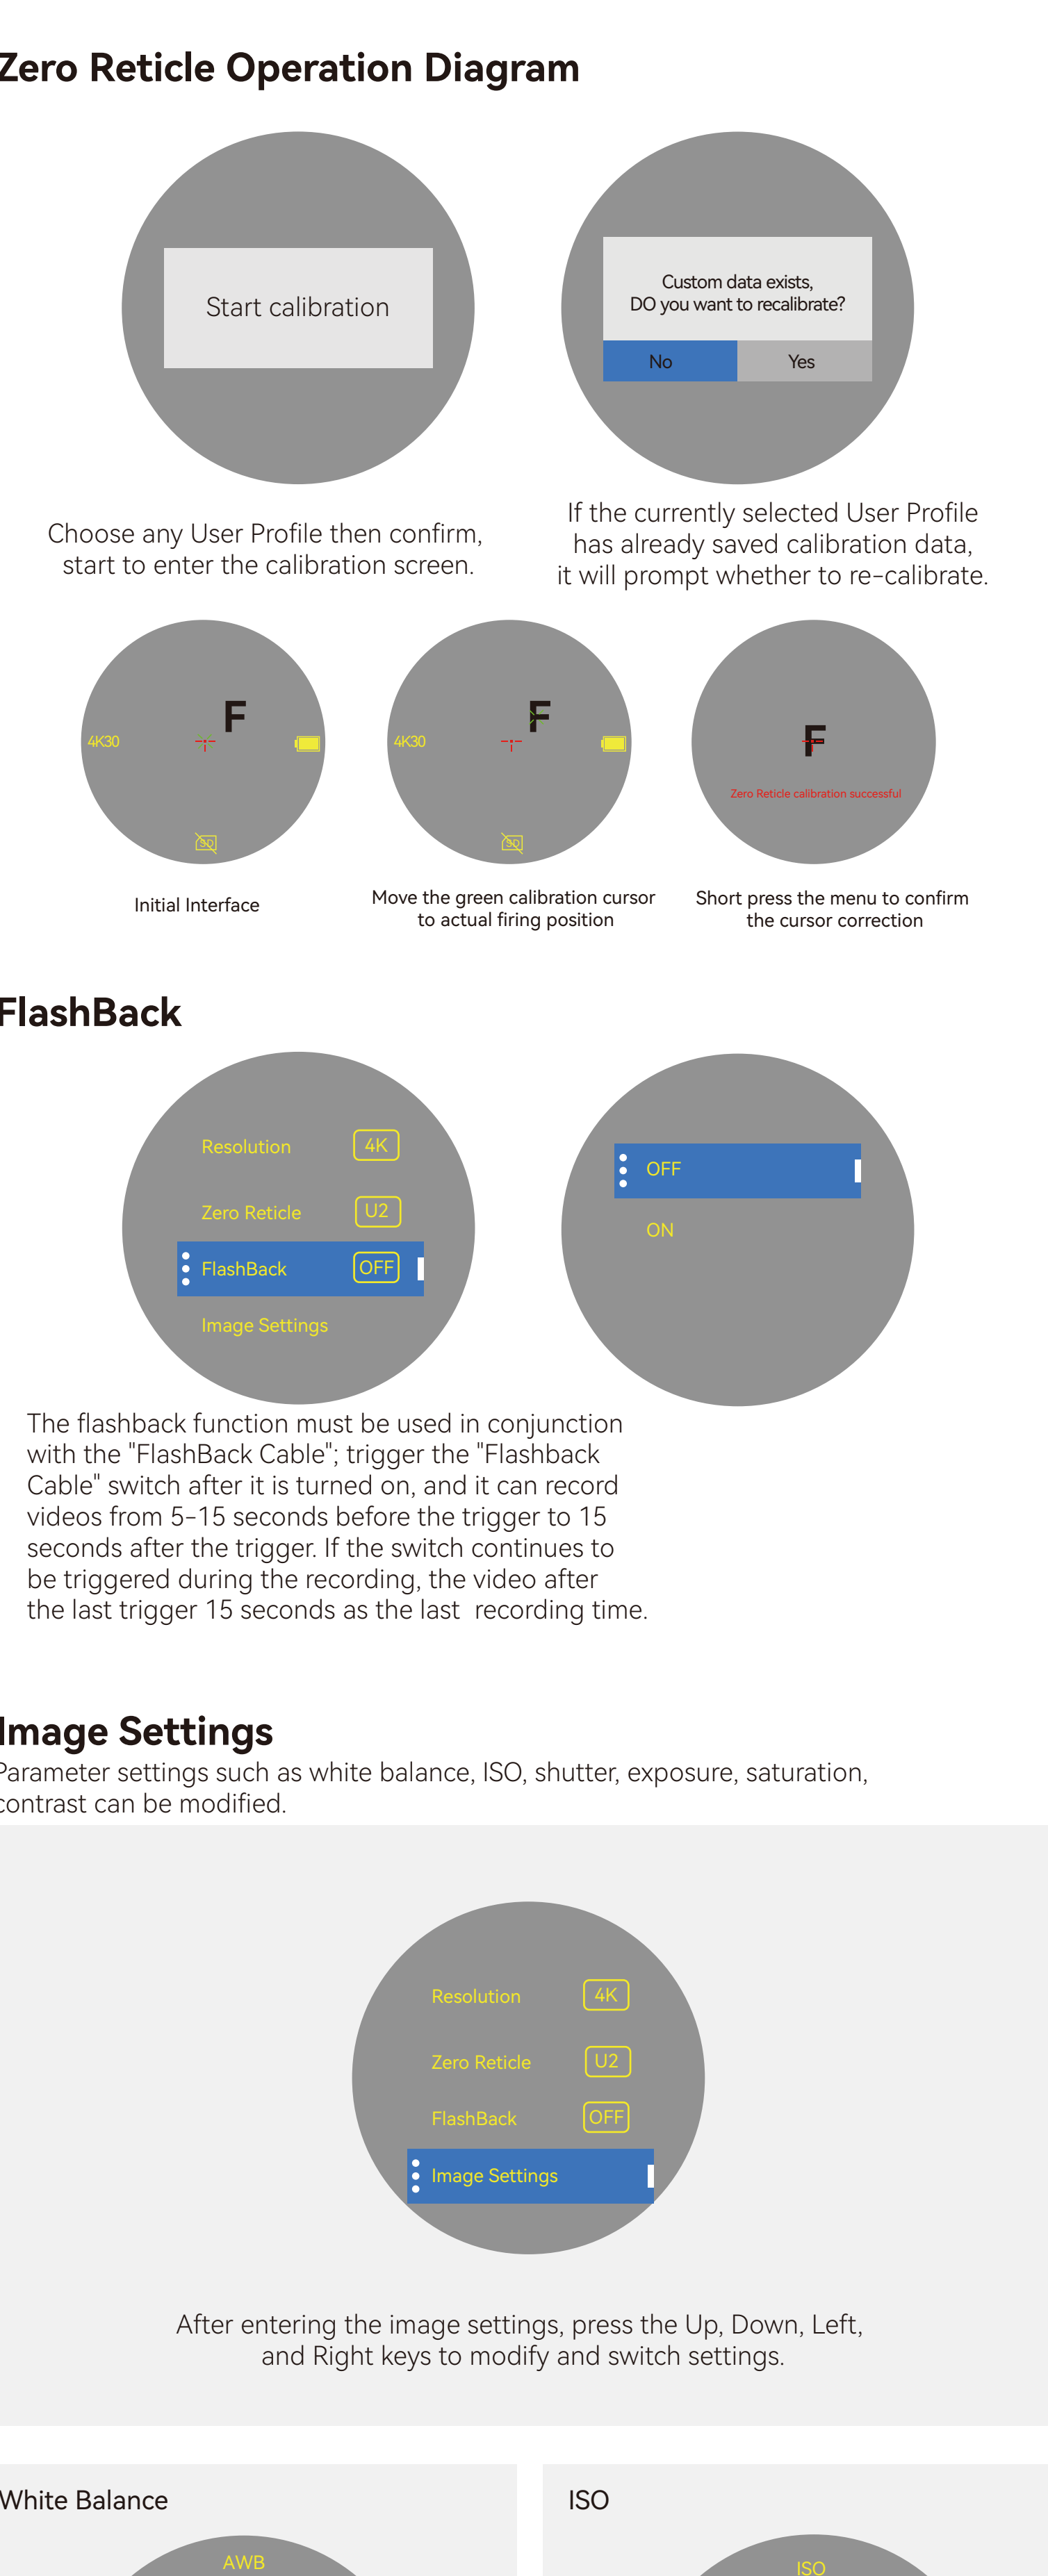 Zero Reticle Operation Diagram
Start calibration
Custom data exists,
DO you want to recalibrate?
No
Yes
Choose any User Profile then confirm,
start to enter the calibration screen.
If the currently selected User Profile
has already saved calibration data,
it will prompt whether to re-calibrate.
4K30
F
SD
4K30
F
SD
F
Zero Reticle calibration successful
Initial Interface
Move the green calibration cursor
to actual firing position
Short press the menu to confirm
the cursor correction
FlashBack
Resolution 4K
Zero Reticle U2
FlashBack OFF
Image Settings
OFF
ON
The flashback function must be used in conjunction
with the "FlashBack Cable"; trigger the "Flashback
Cable" switch after it is turned on, and it can record
videos from 5-15 seconds before the trigger to 15
seconds after the trigger. If the switch continues to
be triggered during the recording, the video after
the last trigger 15 seconds as the last recording time.
Image Settings
Parameter settings such as white balance, ISO, shutter, exposure, saturation,
contrast can be modified.
Resolution 4K
Zero Reticle U2
FlashBack OFF
Image Settings
After entering the image settings, press the Up, Down, Left,
and Right keys to modify and switch settings.
White Balance
AWB
ISO
ISO